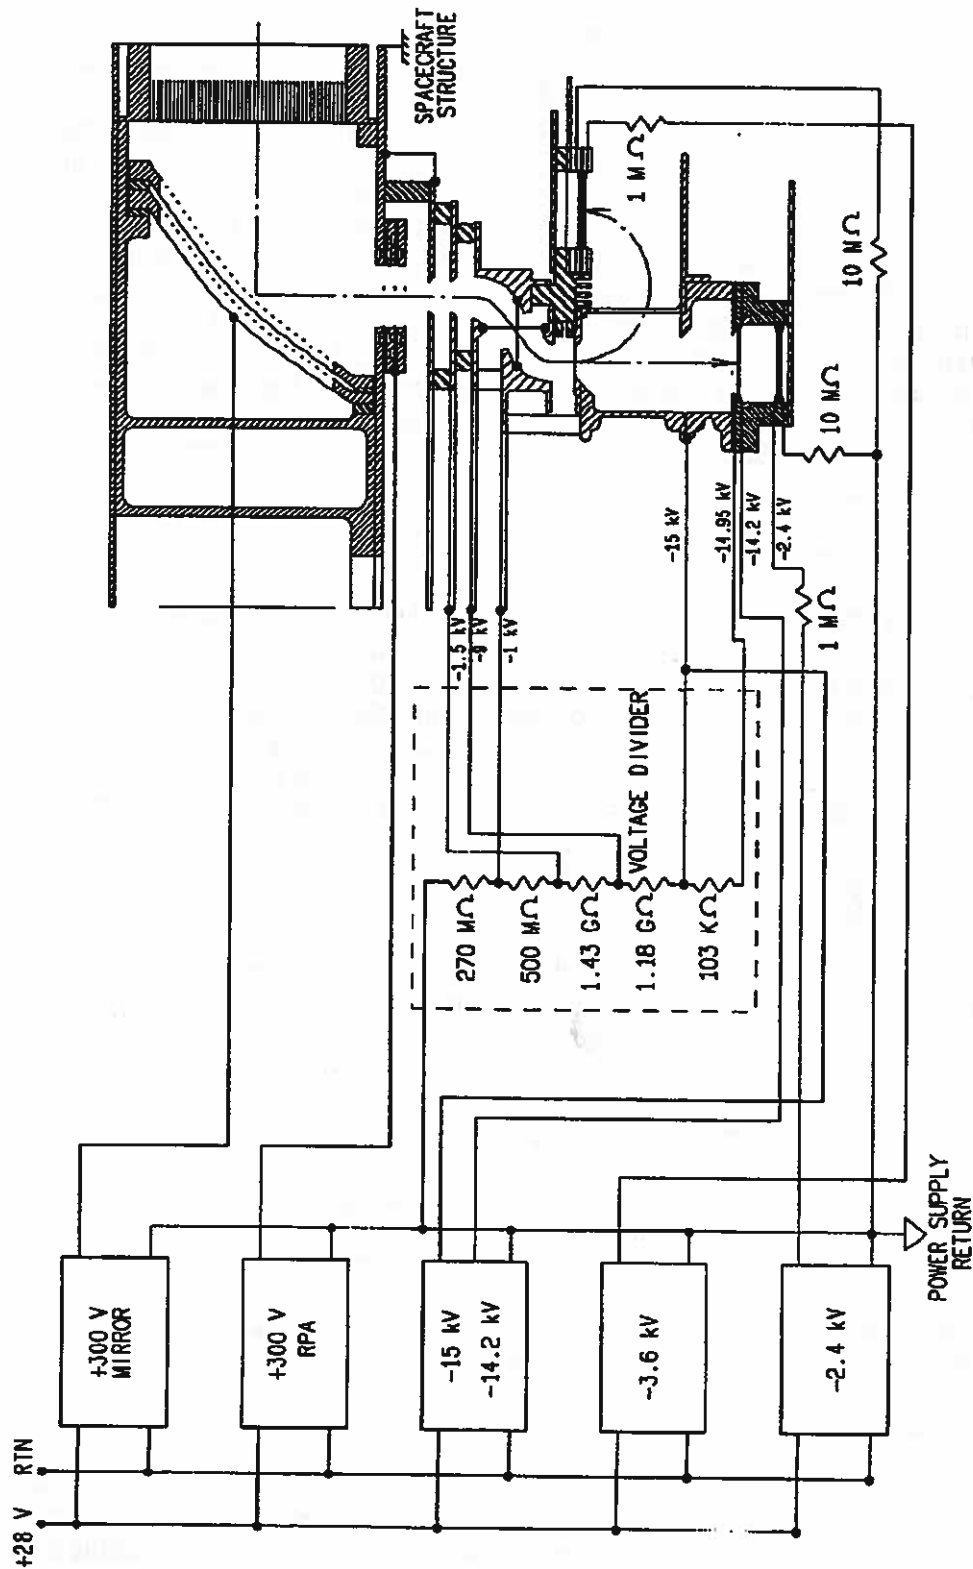 +28 V
RTN
+300 V
MIRROR
+300 V
RPA
-15 kV
-14.2 kV
-3.6 kV
-2.4 kV
POWER SUPPLY
RETURN
270 MΩ
500 MΩ
1.43 GΩ
1.18 GΩ
103 KΩ
VOLTAGE DIVIDER
-1.5 kV
-9 kV
-1 kV
-15 kV
-14.95 kV
-14.2 kV
-2.4 kV
1 MΩ
10 MΩ
10 MΩ
1 MΩ
SPACECRAFT
STRUCTURE